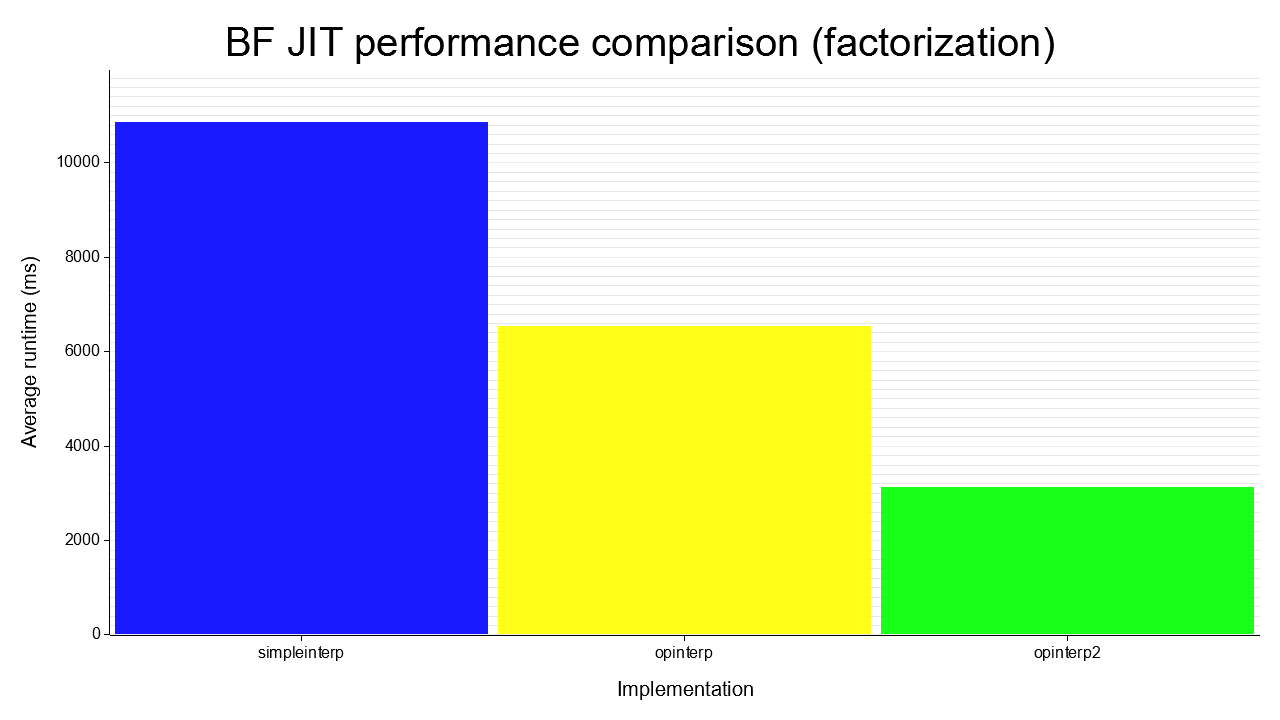 BF JIT performance comparison (factorization)
Average runtime (ms)
10000
8000
6000
4000
2000
0
simpleinterp
opinterp
opinterp2
Implementation